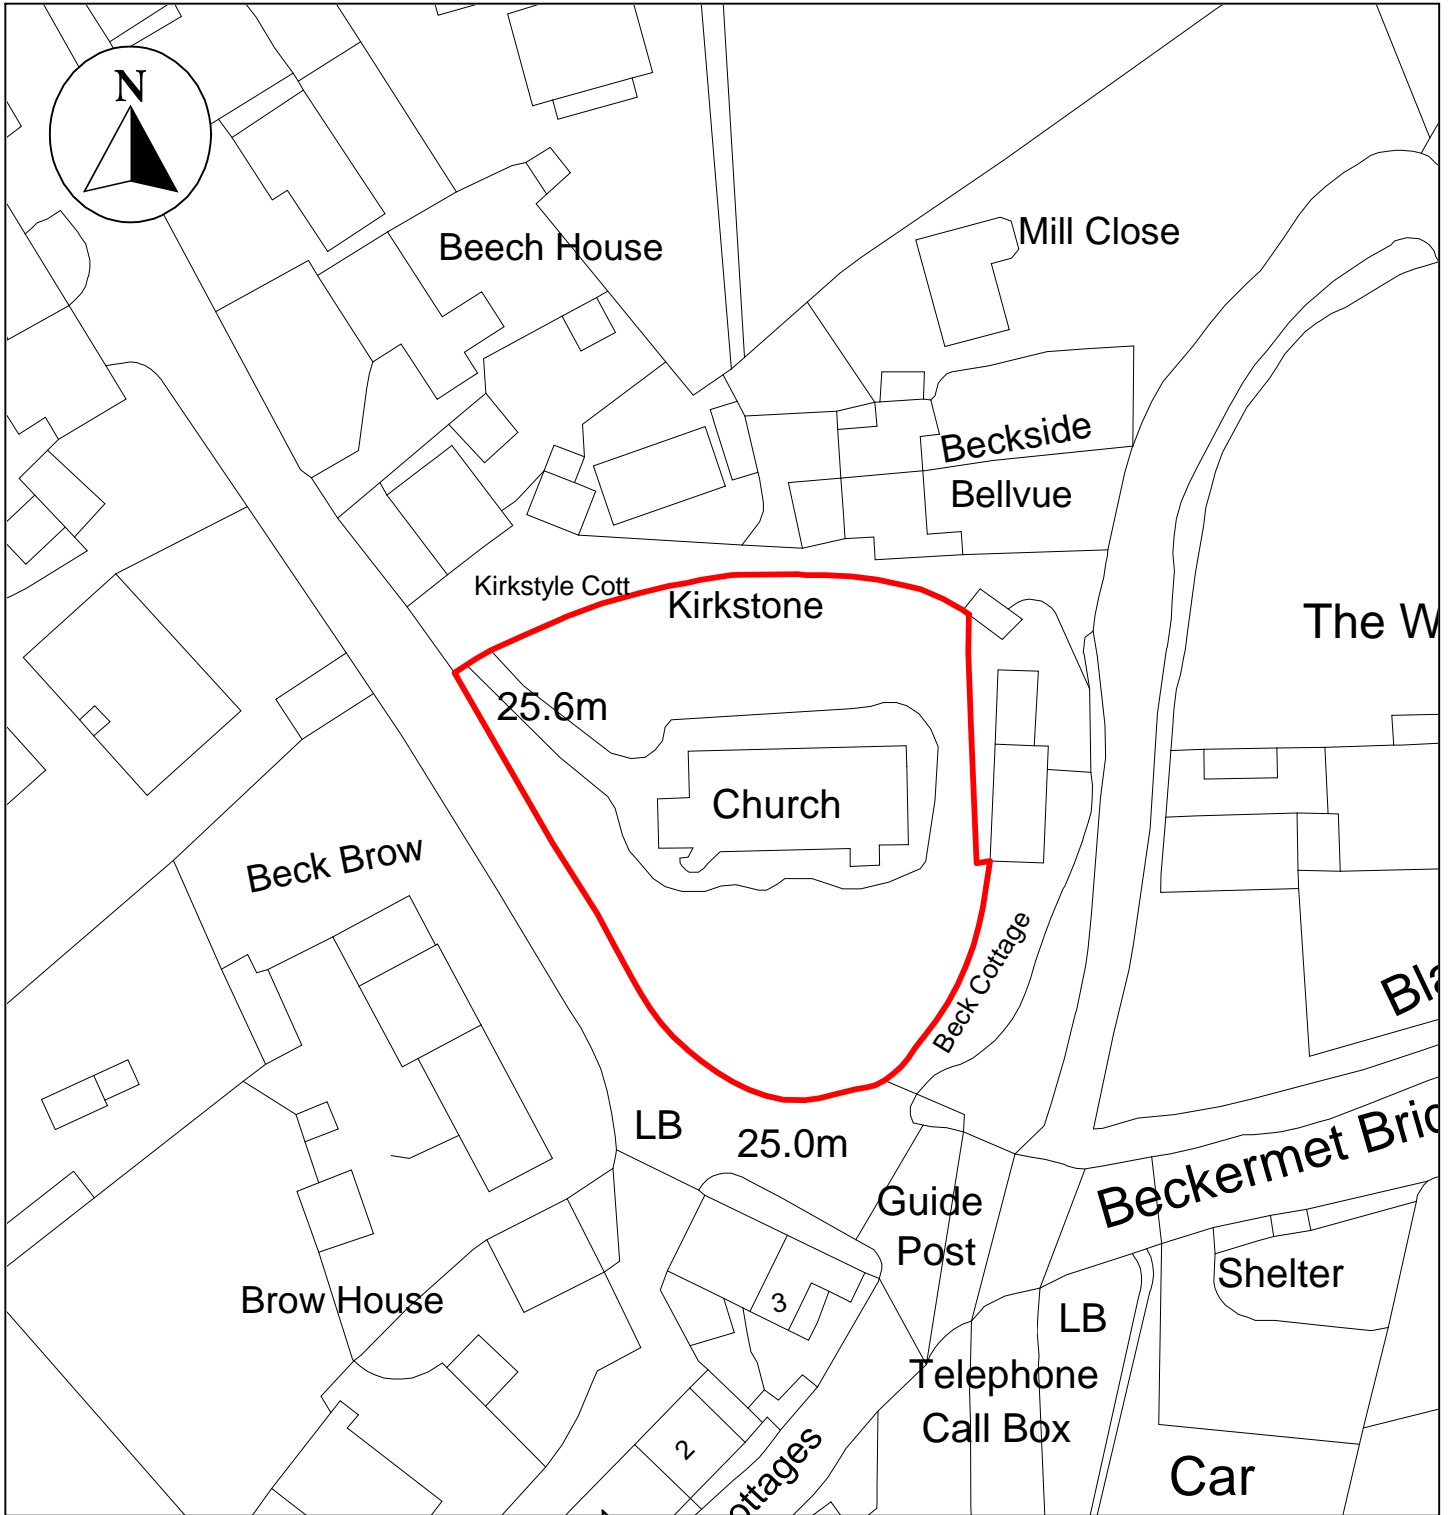 N
Beech House
Mill Close
Beckside
Bellvue
Kirkstyle Cott
Kirkstone
The W
25.6m
Church
Beck Brow
Beck Cottage
Bla
LB
25.0m
Beckermet Bric
Guide
Post
Shelter
Brow House
3
LB
Telephone
Call Box
2
ottages
Car